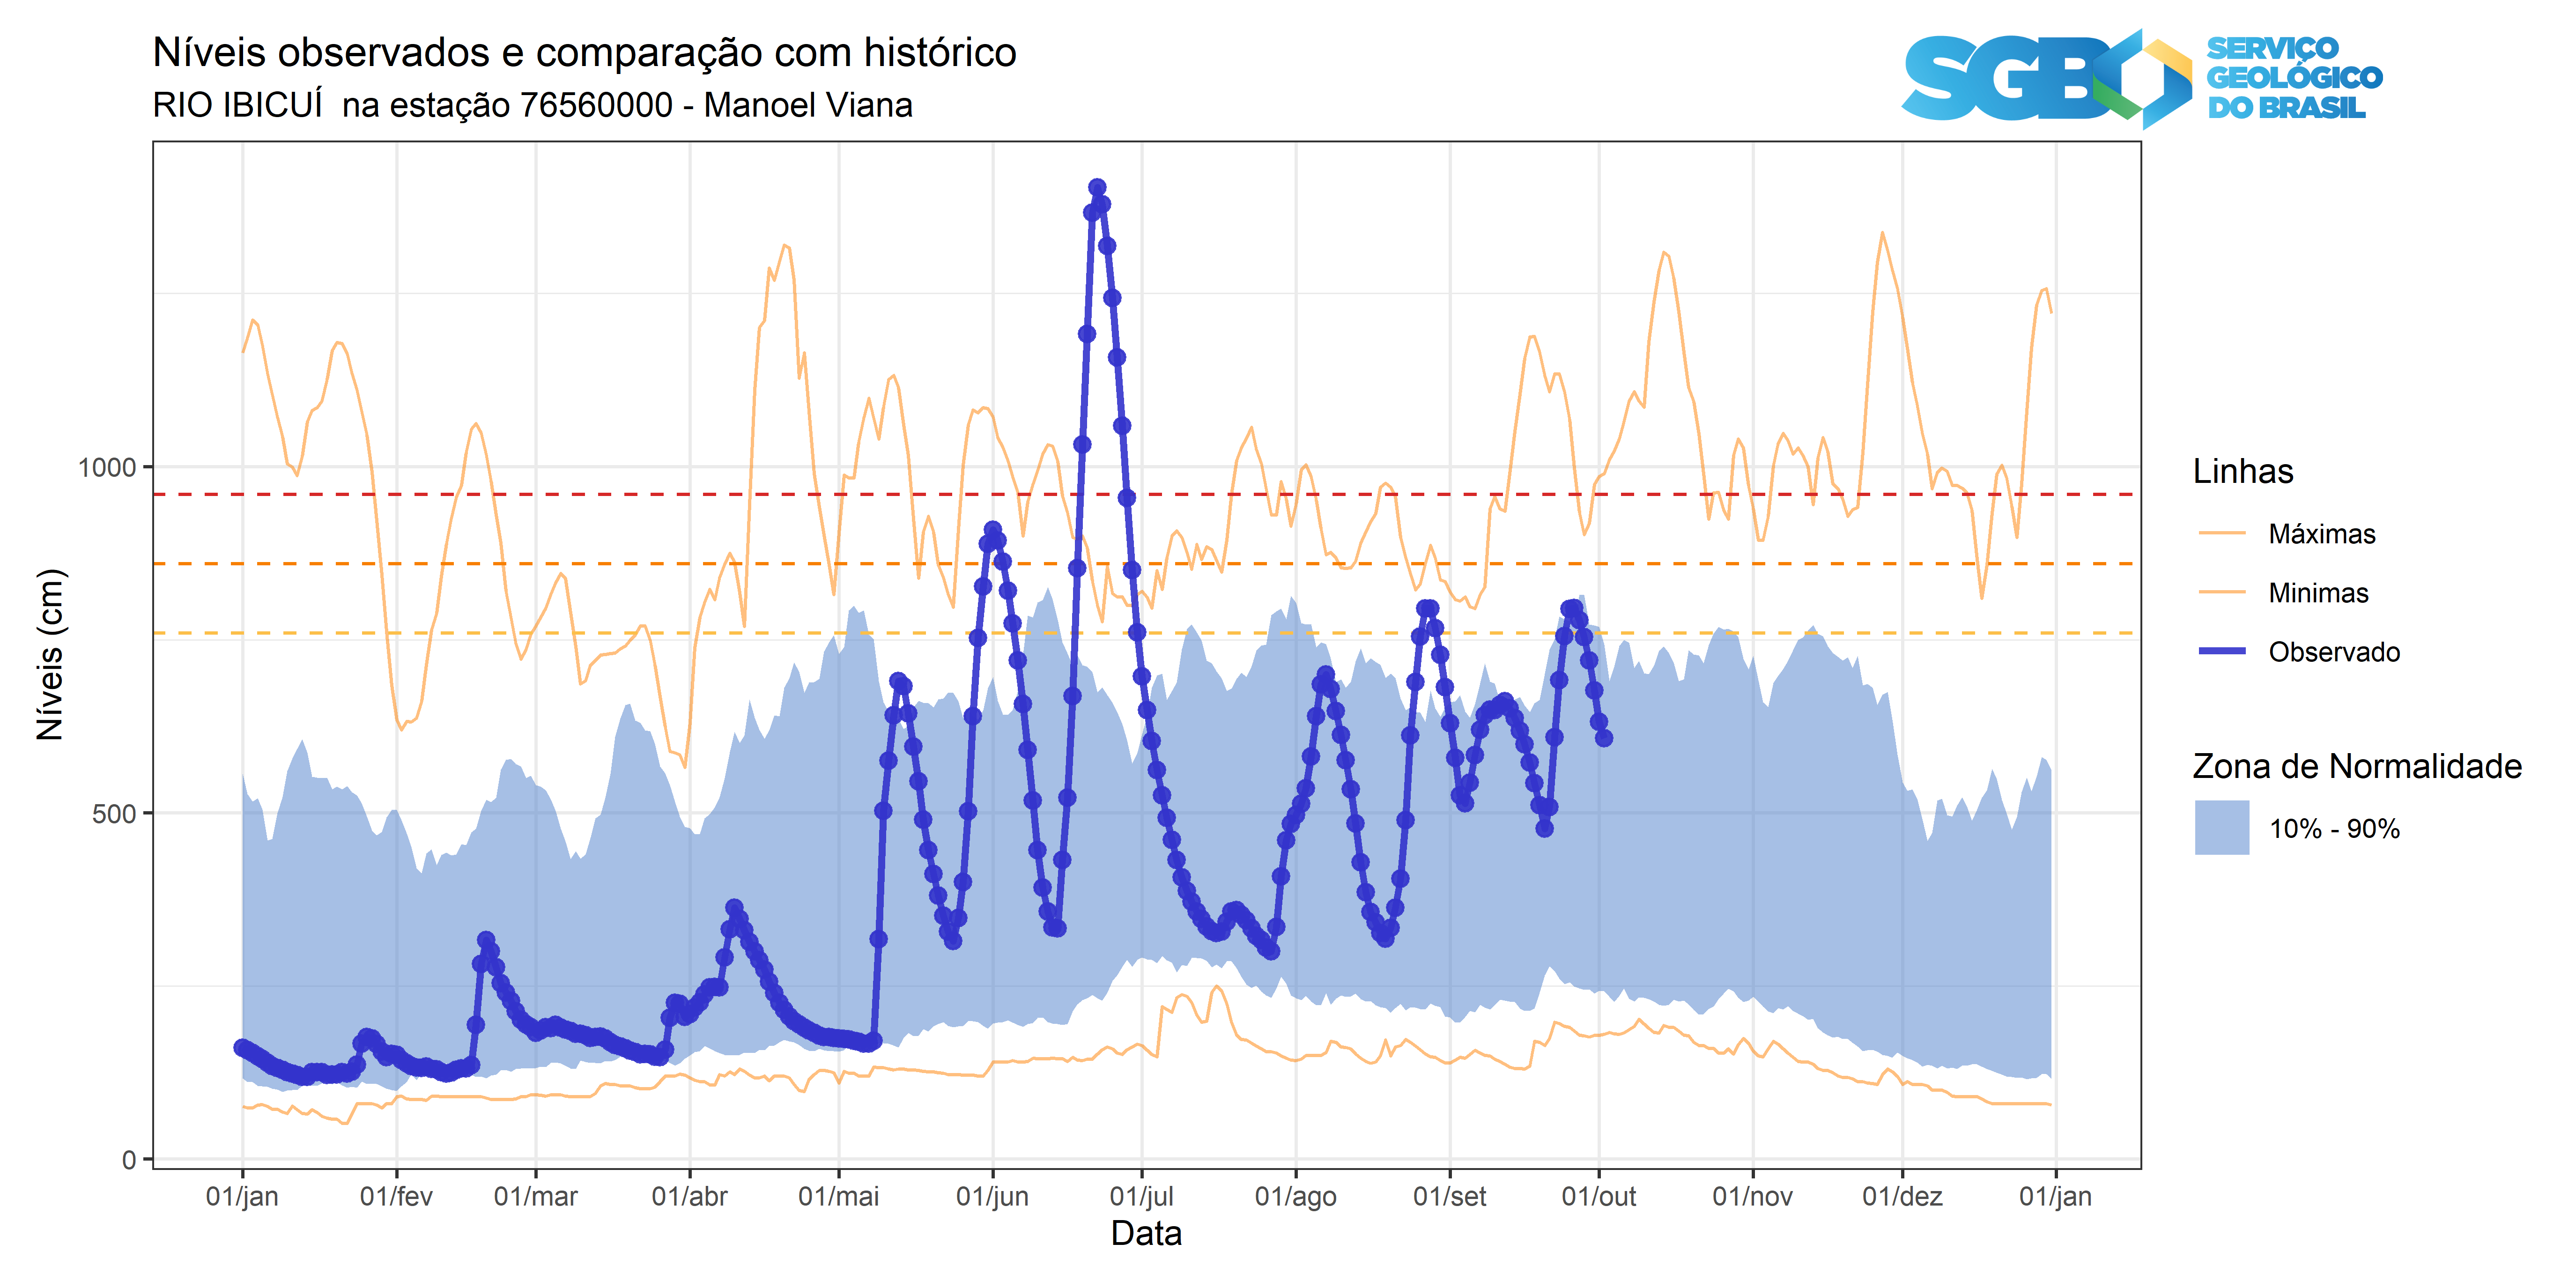 Níveis observados e comparação com histórico
RIO IBICUÍ  na estação 76560000 - Manoel Viana
SGB
SERVIÇO
GEOLÓGICO
DO BRASIL
Níveis (cm)
1000
500
0
01/jan
01/fev
01/mar
01/abr
01/mai
01/jun
01/jul
01/ago
01/set
01/out
01/nov
01/dez
01/jan
Data
Linhas
Máximas
Minimas
Observado
Zona de Normalidade
10% - 90%